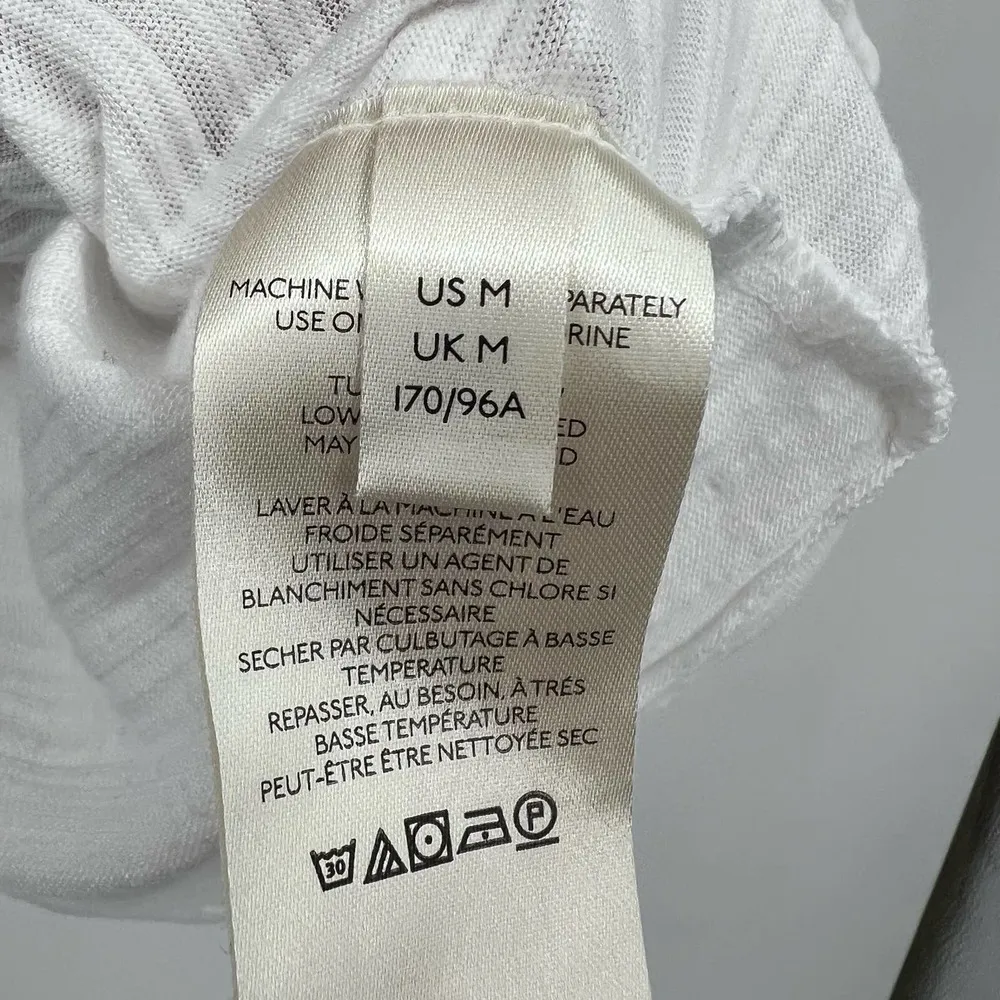 US M
UK M
170/96A
MACHINE PARATELY
USE RINE
LOW ED
MAY D
LAVER À LA MACHINE À L'EAU
FROIDE SÉPARÉMENT
UTILISER UN AGENT DE
BLANCHIMENT SANS CHLORE SI
NÉCESSAIRE
SECHER PAR CULBUTAGE À BASSE
TEMPERATURE
REPASSER, AU BESOIN, À TRÉS
BASSE TEMPÉRATURE
PEUT-ÊTRE ÊTRE NETTOYÉE SEC
30 P